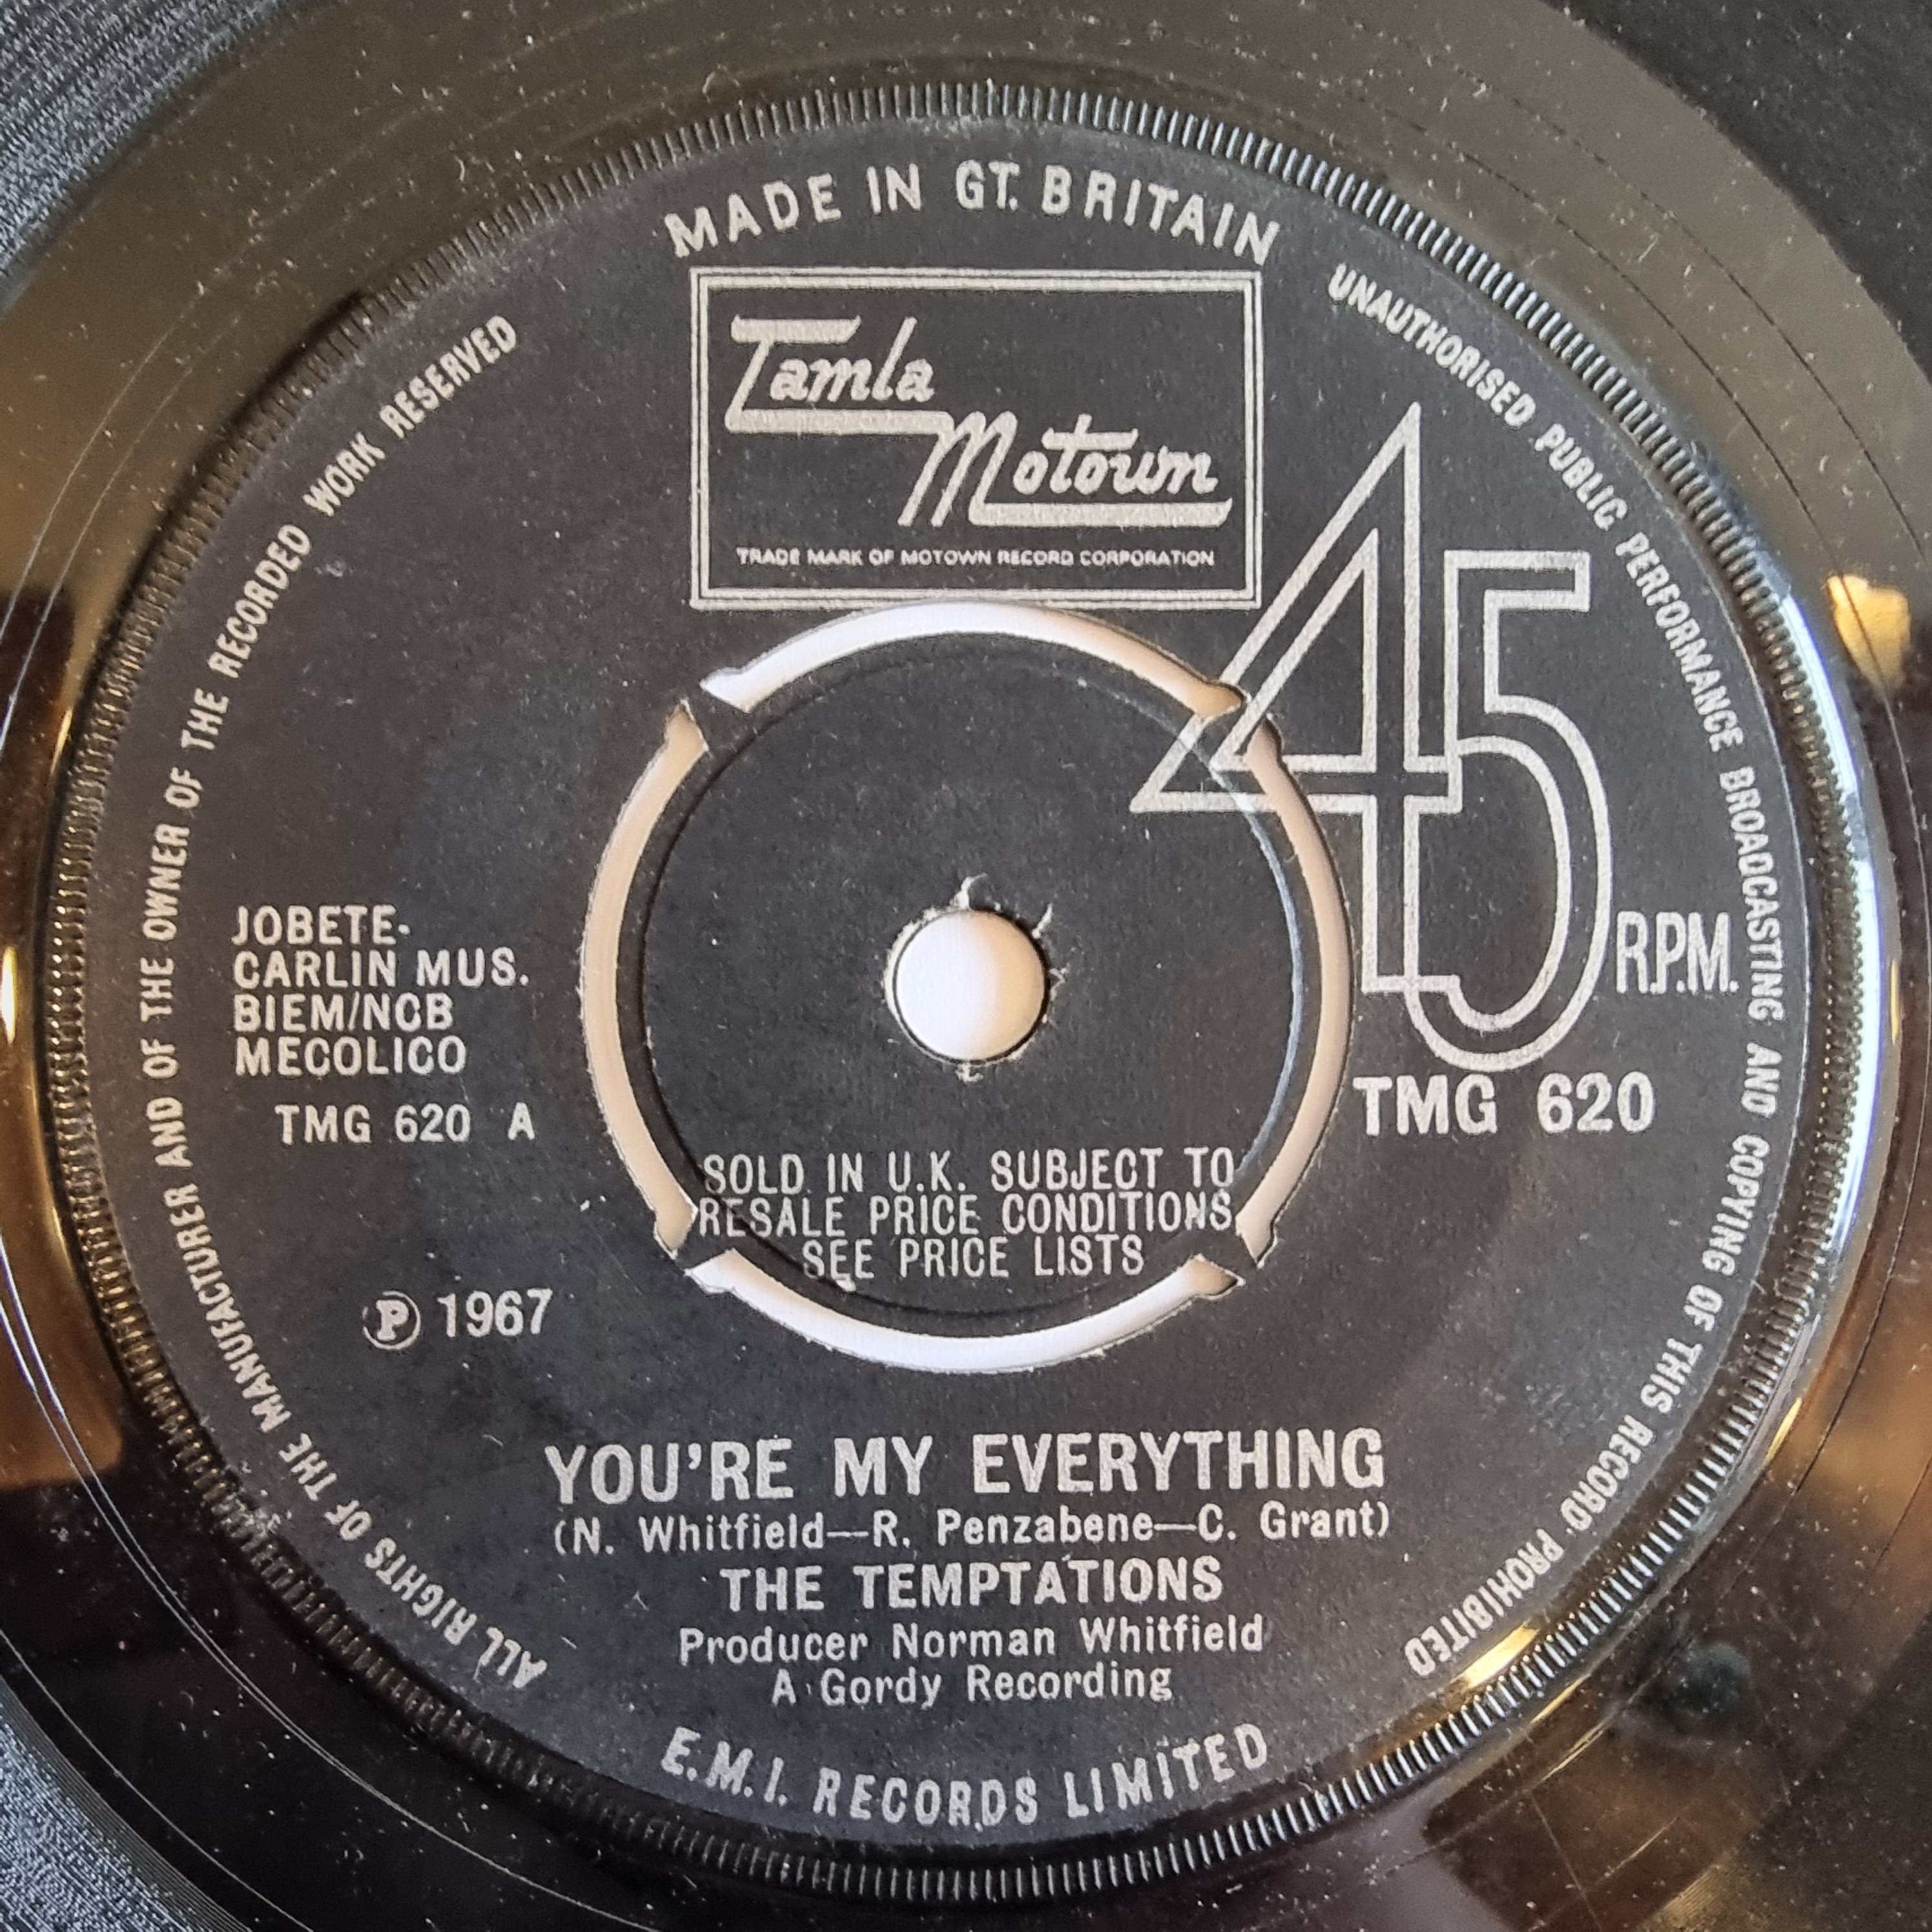 MADE IN GT. BRITAIN
Tamla
Motown
TRADE MARK OF MOTOWN RECORD CORPORATION
45
R.P.M.
TMG 620
JOBETE-
CARLIN MUS.
BIEM/NCB
MECOLICO
TMG 620 A
SOLD IN U.K. SUBJECT TO
RESALE PRICE CONDITIONS
SEE PRICE LISTS
Ⓟ 1967
YOU'RE MY EVERYTHING
(N. Whitfield—R. Penzabene—C. Grant)
THE TEMPTATIONS
Producer Norman Whitfield
A Gordy Recording
E.M.I. RECORDS LIMITED
ALL RIGHTS OF THE MANUFACTURER AND OF THE OWNER OF THE RECORDED WORK RESERVED
UNAUTHORISED PUBLIC PERFORMANCE BROADCASTING AND COPYING OF THIS RECORD PROHIBITED